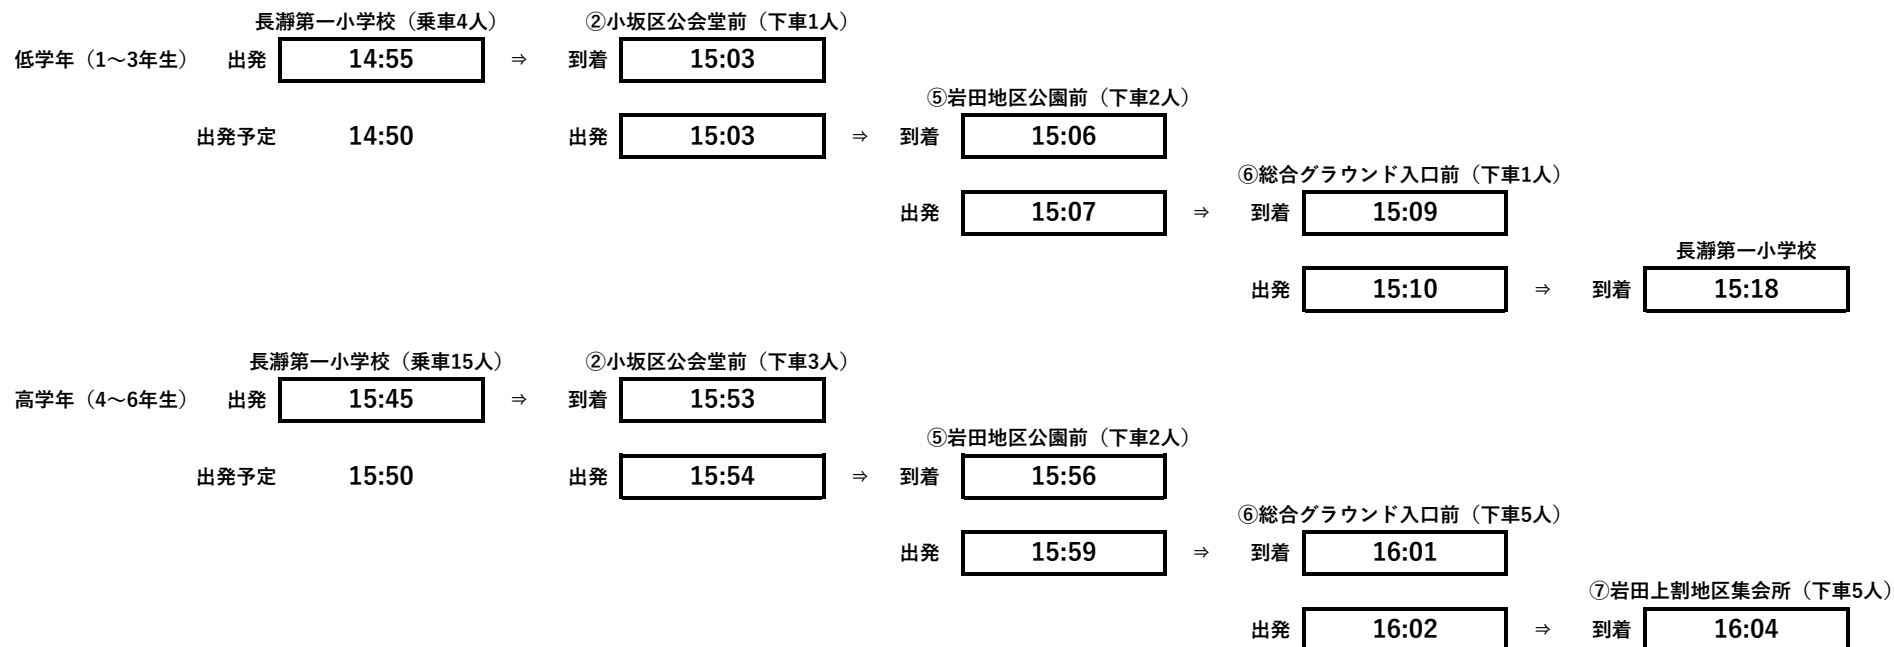 長瀞第一小学校（乗車4人） ②小坂区公会堂前（下車1人）
低学年（1～3年生） 出発 14:55 ⇒ 到着 15:03
⑤岩田地区公園前（下車2人）
出発予定 14:50 出発 15:03 ⇒ 到着 15:06
⑥総合グラウンド入口前（下車1人）
出発 15:07 ⇒ 到着 15:09
長瀞第一小学校
出発 15:10 ⇒ 到着 15:18
長瀞第一小学校（乗車15人） ②小坂区公会堂前（下車3人）
高学年（4～6年生） 出発 15:45 ⇒ 到着 15:53
⑤岩田地区公園前（下車2人）
出発予定 15:50 出発 15:54 ⇒ 到着 15:56
⑥総合グラウンド入口前（下車5人）
出発 15:59 ⇒ 到着 16:01
⑦岩田上割地区集会所（下車5人）
出発 16:02 ⇒ 到着 16:04